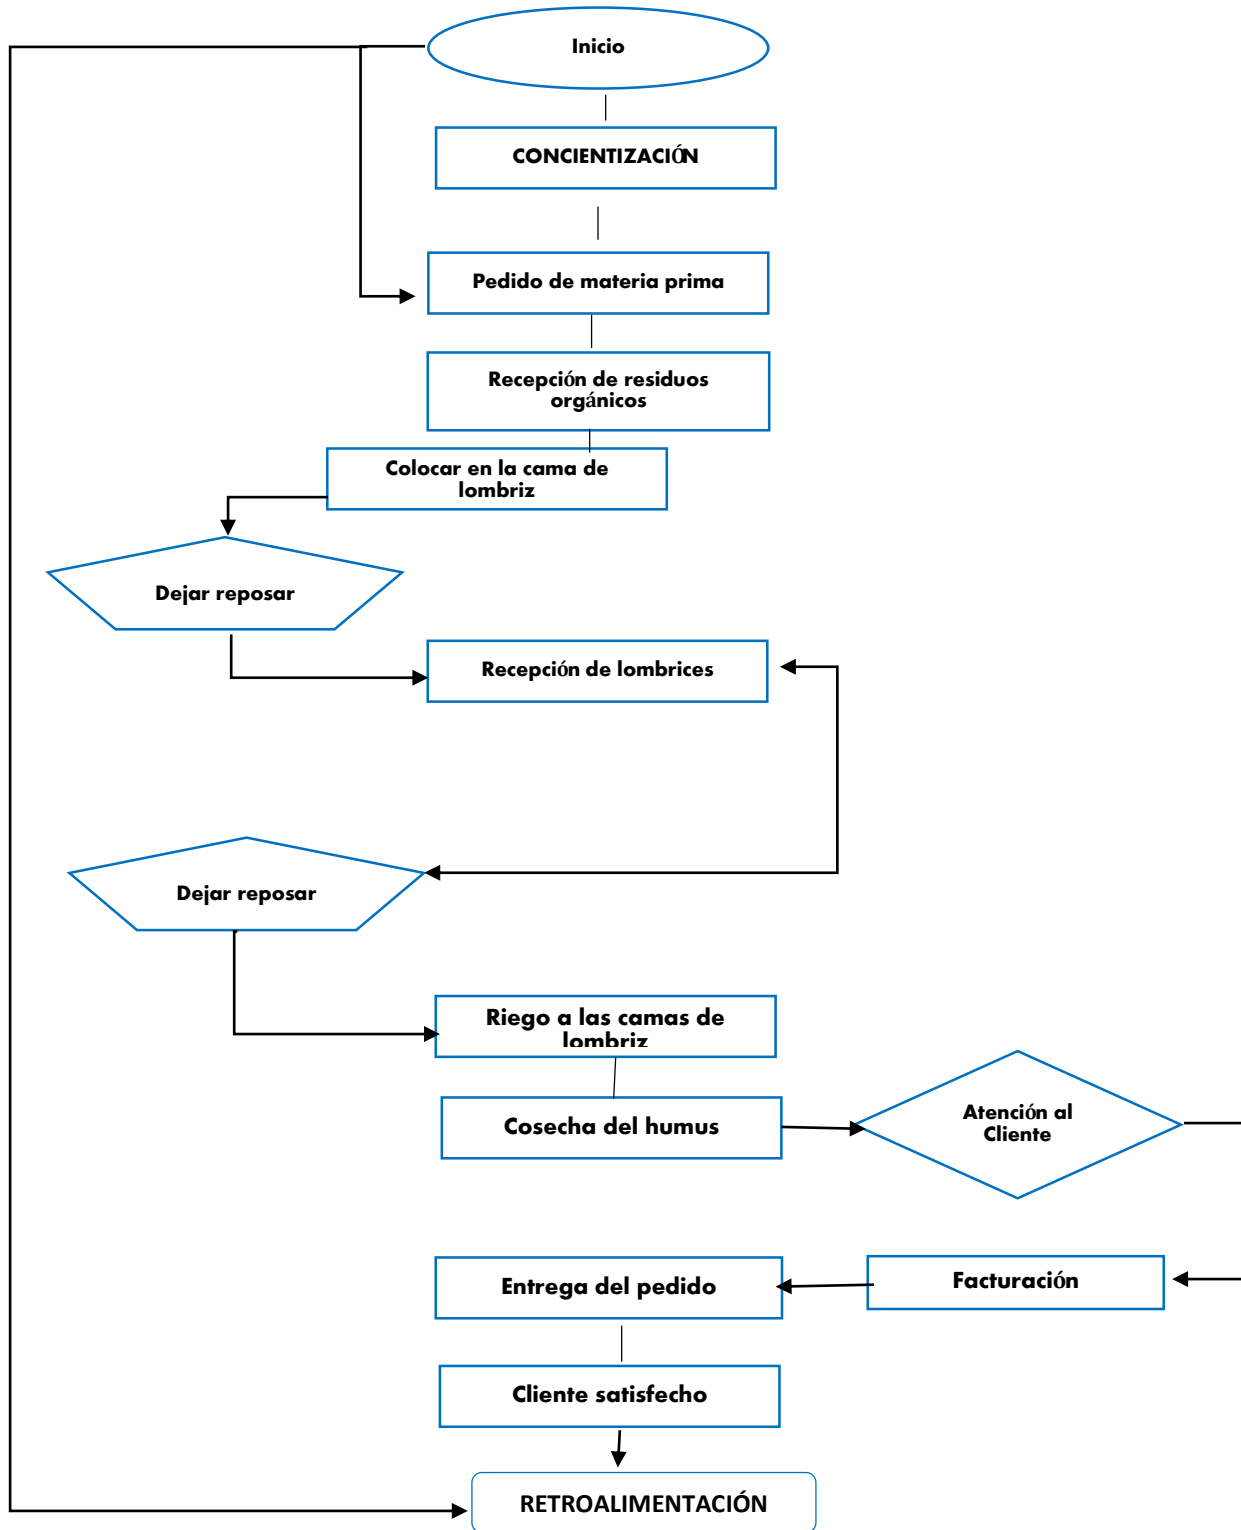 Inicio
CONCIENTIZACIÓN
Pedido de materia prima
Recepción de residuos
orgánicos
Colocar en la cama de
lombriz
Dejar reposar
Recepción de lombrices
Dejar reposar
Riego a las camas de
lombriz
Cosecha del humus
Atención al
Cliente
Entrega del pedido
Facturación
Cliente satisfecho
RETROALIMENTACIÓN